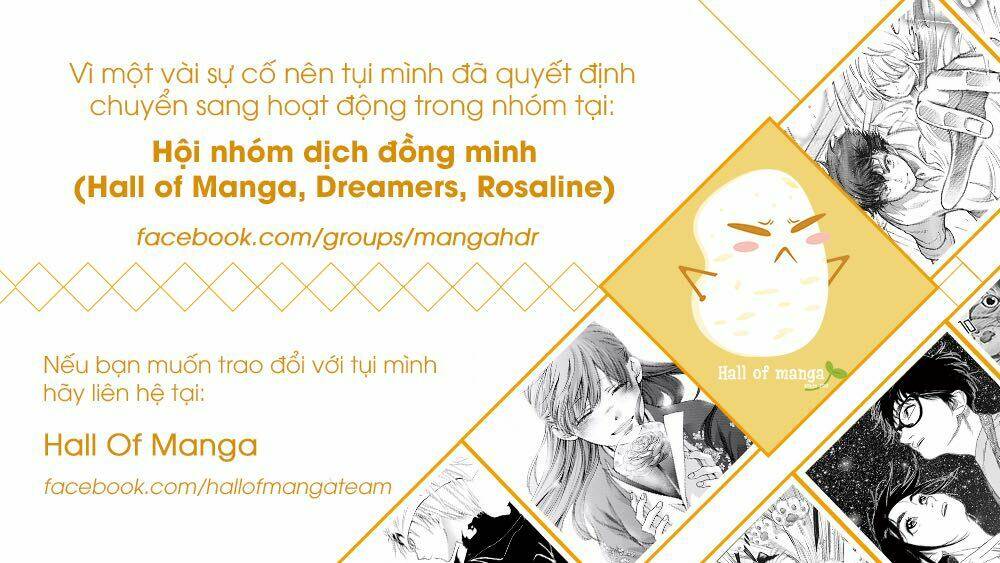 Vì một vài sự cố nên tụi mình đã quyết định
chuyển sang hoạt động trong nhóm tại:
Hội nhóm dịch đồng minh
(Hall of Manga, Dreamers, Rosaline)
facebook.com/groups/mangahdr
Hall of manga
Nếu bạn muốn trao đổi với tụi mình
hãy liên hệ tại:
Hall Of Manga
facebook.com/hallofmangateam